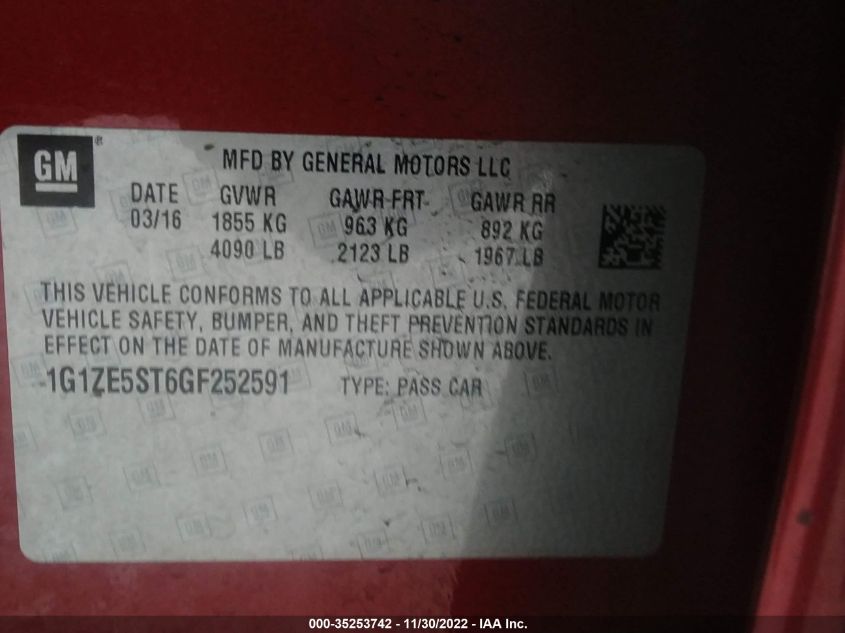 GM®
MFD BY GENERAL MOTORS LLC
DATE GVWR GAWR FRT GAWR RR
03/16 1855 KG 963 KG 892 KG
4090 LB 2123 LB 1967 LB
THIS VEHICLE CONFORMS TO ALL APPLICABLE U.S. FEDERAL MOTOR
VEHICLE SAFETY, BUMPER, AND THEFT PREVENTION STANDARDS IN
EFFECT ON THE DATE OF MANUFACTURE SHOWN ABOVE.
1G1ZE5ST6GF252591 TYPE: PASS CAR
000-35253742 — 11/30/2022 — IAA Inc.